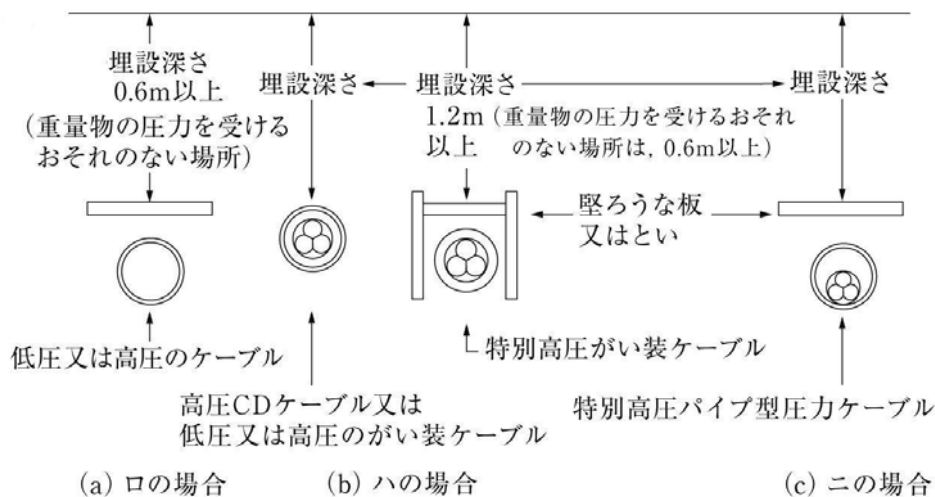 埋設深さ
0.6m以上
(重量物の圧力を受ける
おそれのない場所)
埋設深さ
埋設深さ
1.2m(重量物の圧力を受けるおそれ
以上　のない場所は，0.6m以上)
埋設深さ
堅ろうな板
又はとい
低圧又は高圧のケーブル
高圧CDケーブル又は
低圧又は高圧のがい装ケーブル
特別高圧がい装ケーブル
特別高圧パイプ型圧力ケーブル
(a) ロの場合
(b) ハの場合
(c) ニの場合